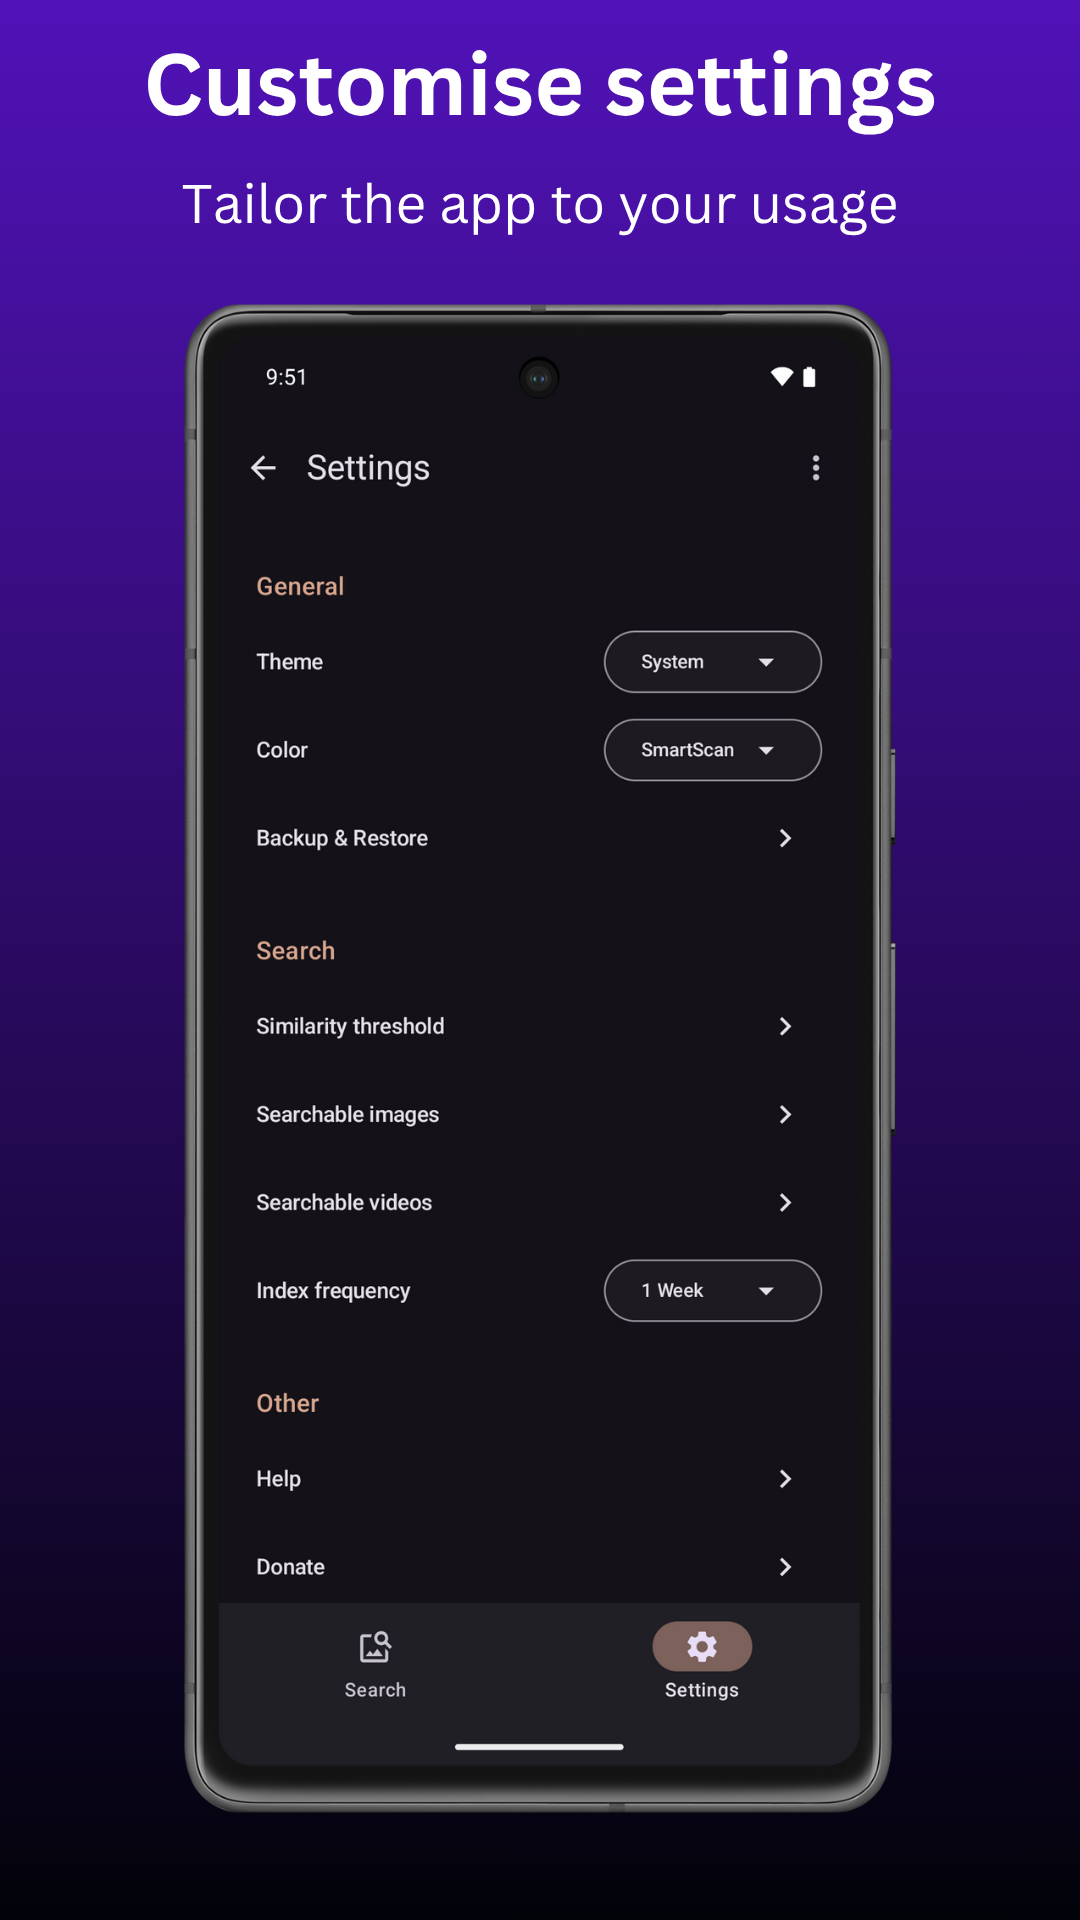 Customise settings
Tailor the app to your usage
9:51
Settings
General
Theme
System
Color
SmartScan
Backup & Restore
Search
Similarity threshold
Searchable images
Searchable videos
Index frequency
1 Week
Other
Help
Donate
Search
Settings